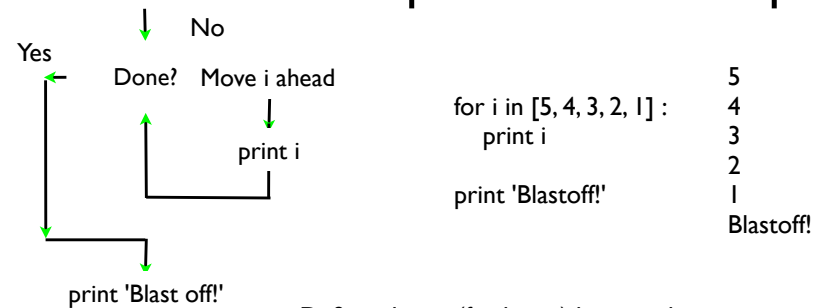 No
Yes
Done? Move i ahead
print i
print 'Blast off!'
for i in [5, 4, 3, 2, 1] :
print i
print 'Blastoff!'
5
4
3
2
1
Blastoff!